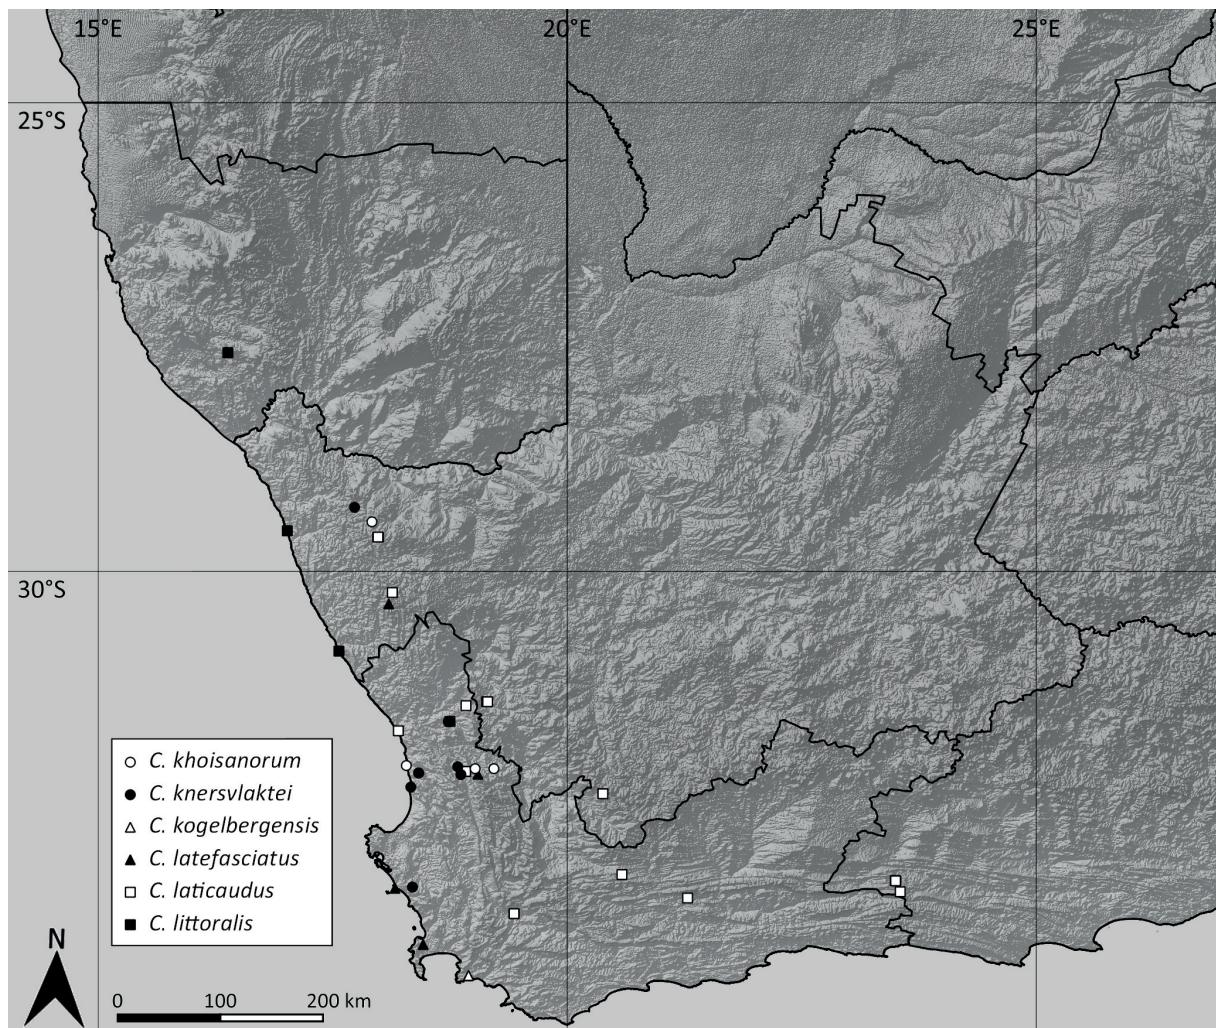 15°E 20°E 25°E
25°S
30°S
C. khoisanorum
C. knersvlaktei
C. kogelbergensis
C. latefasciatus
C. laticaudus
C. littoralis
N
0 100 200 km